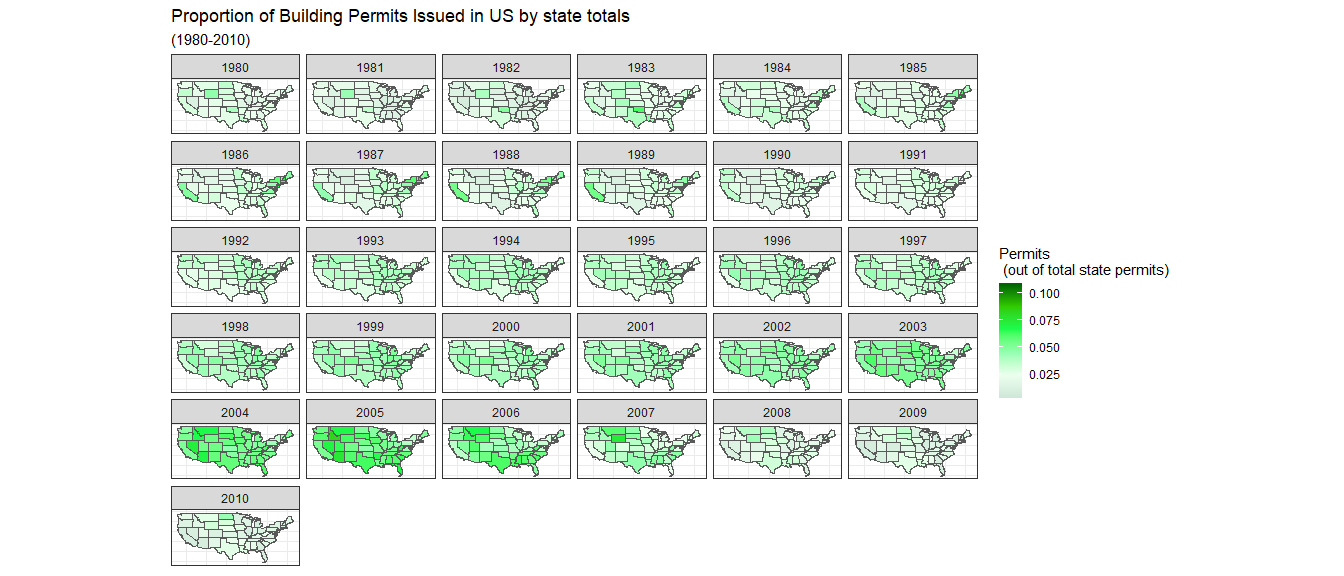 Proportion of Building Permits Issued in US by state totals
(1980-2010)
1980 1981 1982 1983 1984 1985
1986 1987 1988 1989 1990 1991
1992 1993 1994 1995 1996 1997
1998 1999 2000 2001 2002 2003
2004 2005 2006 2007 2008 2009
2010
Permits
(out of total state permits)
0.100
0.075
0.050
0.025